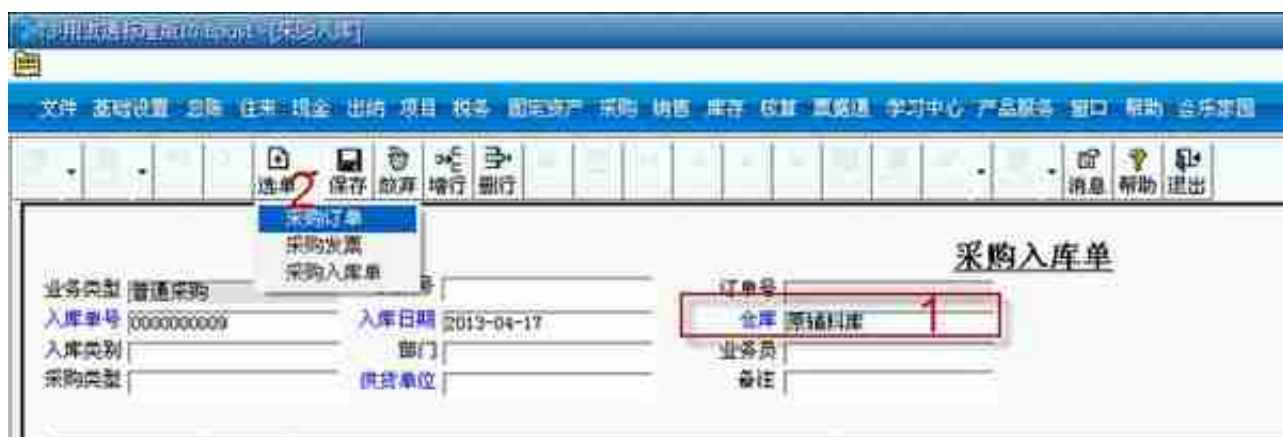 [采购入库]
文件 基础设置 总账 往来 现金 出纳 项目 税务 固定资产 采购 销售 库存 核算 票据通 学习中心 产品服务 窗口 帮助 会乐家园
选单 保存 放弃 增行 删行 消息 帮助 退出
2
采购订单
采购发票
采购入库单
采购入库单
业务类型 普通采购 号 订单号
1
入库单号 0000000009 入库日期 2013-04-17 仓库 原辅料库
入库类别 部门 业务员
采购类型 供货单位 备注